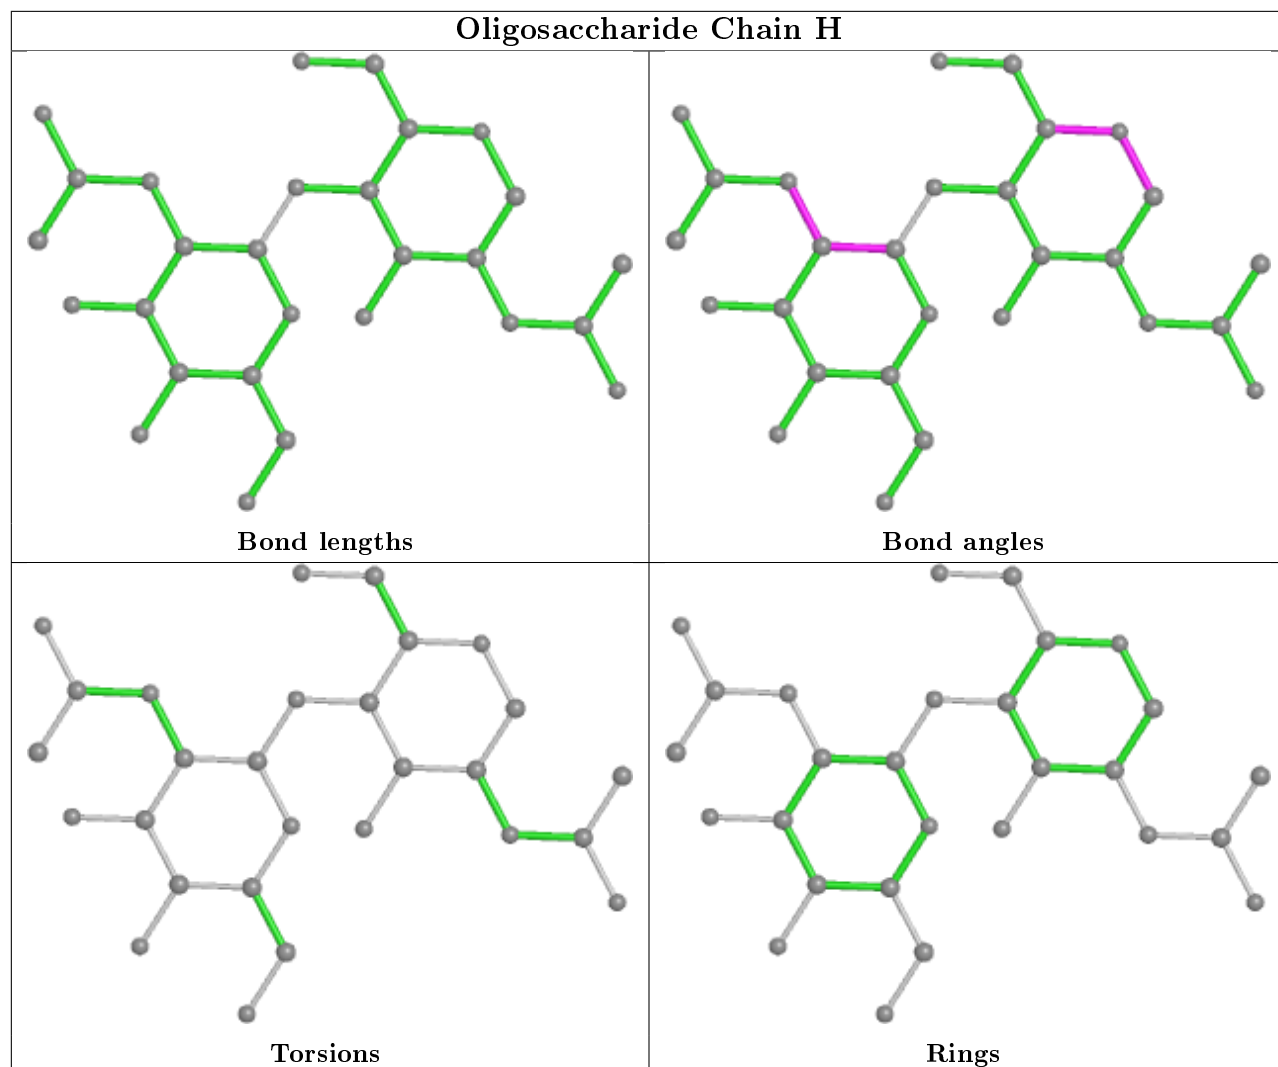 Oligosaccharide Chain H
Bond lengths
Bond angles
Torsions
Rings